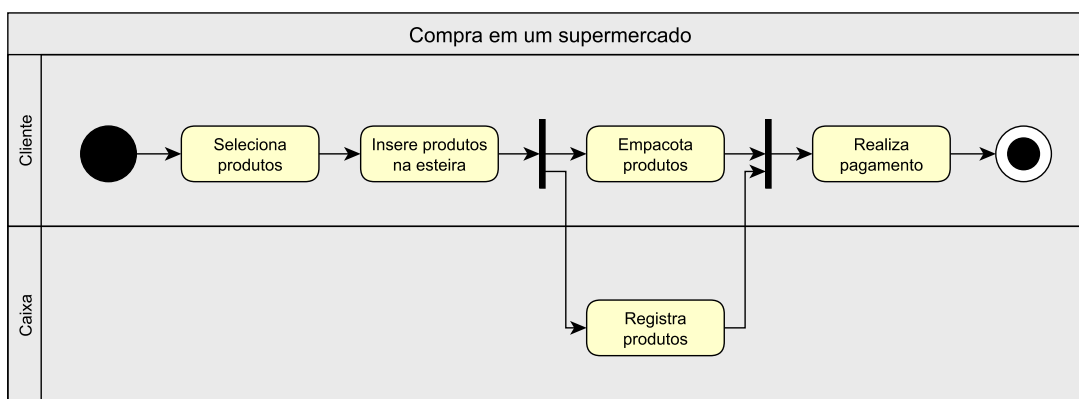 Compra em um supermercado
Cliente
Seleciona
produtos
Insere produtos
na esteira
Empacota
produtos
Realiza
pagamento
Caixa
Registra
produtos